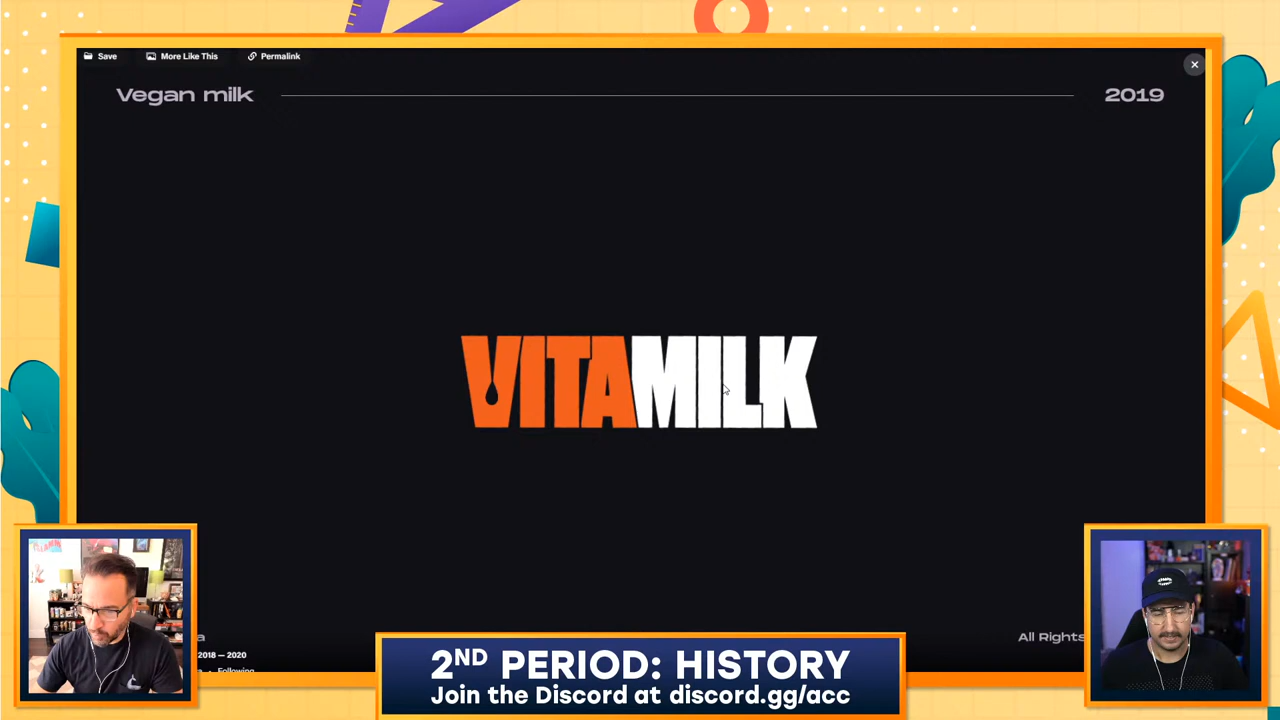 Save More Like This Permalink
Vegan milk 2019
VITAMILK
All Rights
2018 — 2020
Following
2ND PERIOD: HISTORY
Join the Discord at discord.gg/acc